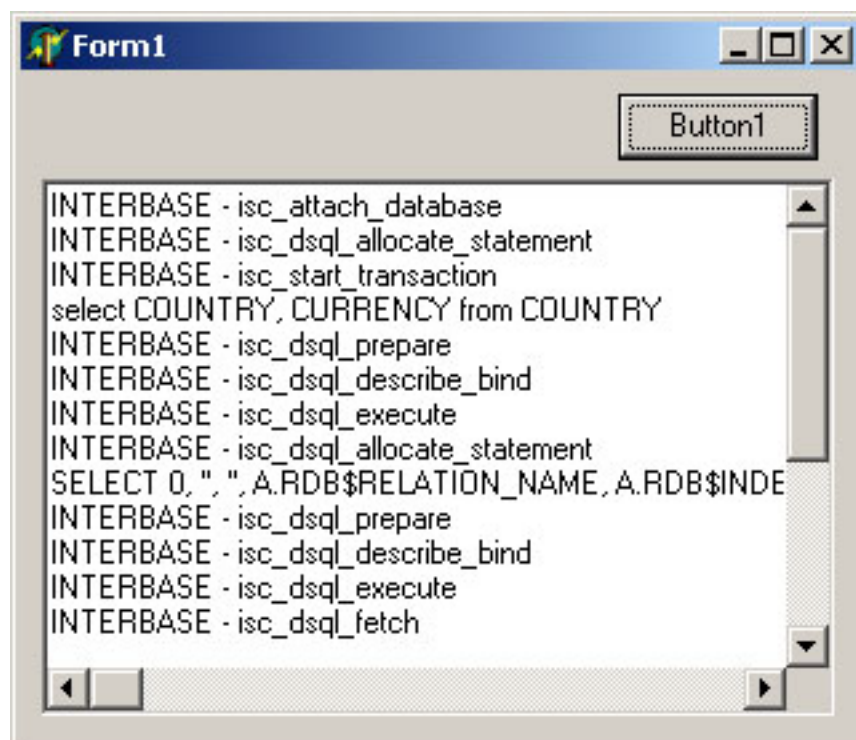 Form1
Button1
INTERBASE - isc_attach_database
INTERBASE - isc_dsql_allocate_statement
INTERBASE - isc_start_transaction
select COUNTRY, CURRENCY from COUNTRY
INTERBASE - isc_dsql_prepare
INTERBASE - isc_dsql_describe_bind
INTERBASE - isc_dsql_execute
INTERBASE - isc_dsql_allocate_statement
SELECT 0, '', '', A.RDB$RELATION_NAME, A.RDB$INDE
INTERBASE - isc_dsql_prepare
INTERBASE - isc_dsql_describe_bind
INTERBASE - isc_dsql_execute
INTERBASE - isc_dsql_fetch